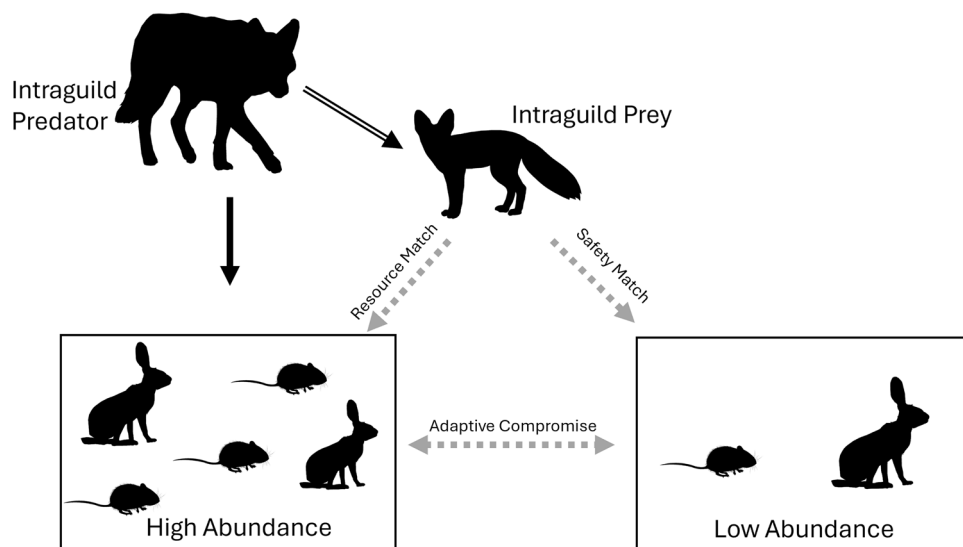 Intraguild
Predator
Intraguild Prey
Resource Match
Safety Match
Adaptive Compromise
High Abundance
Low Abundance